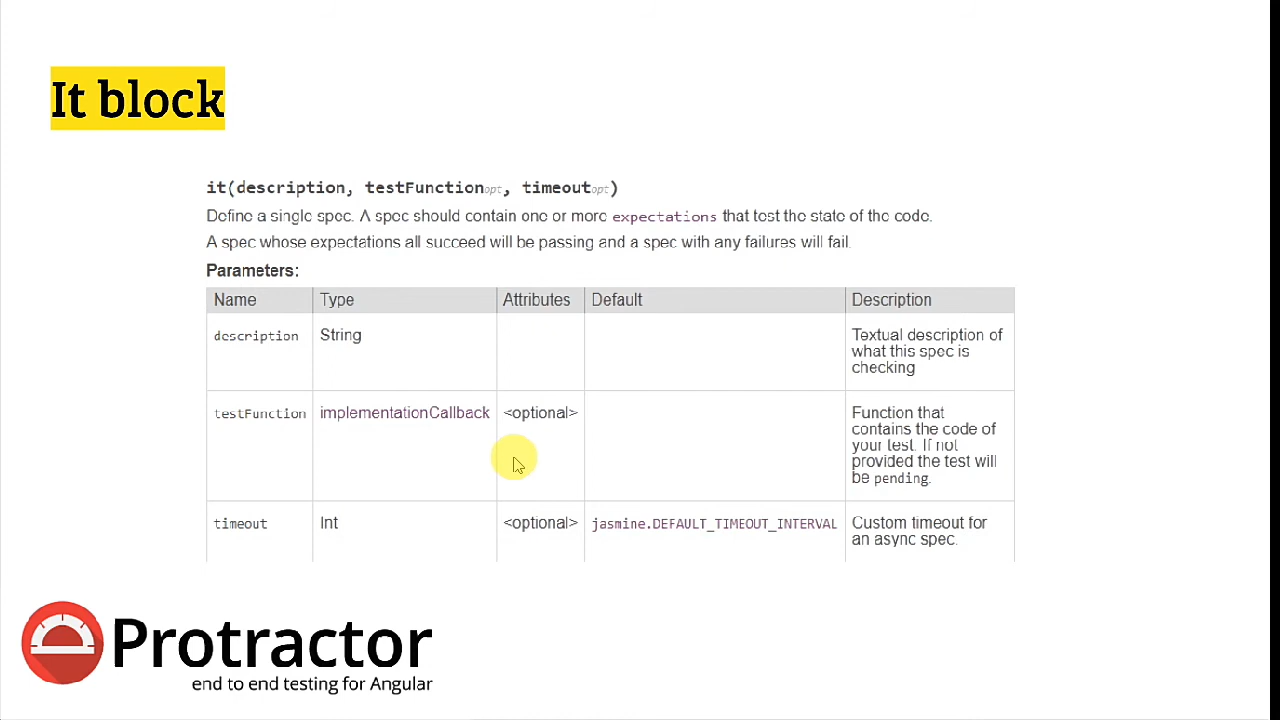 It block
it(description, testFunctionopt, timeoutopt)
Define a single spec. A spec should contain one or more expectations that test the state of the code.
A spec whose expectations all succeed will be passing and a spec with any failures will fail.
Parameters:
Name Type Attributes Default Description
description String Textual description of
what this spec is
checking
testFunction implementationCallback <optional> Function that
contains the code of
your test. If not
provided the test will
be pending.
timeout Int <optional> jasmine.DEFAULT_TIMEOUT_INTERVAL Custom timeout for
an async spec.
Protractor
end to end testing for Angular